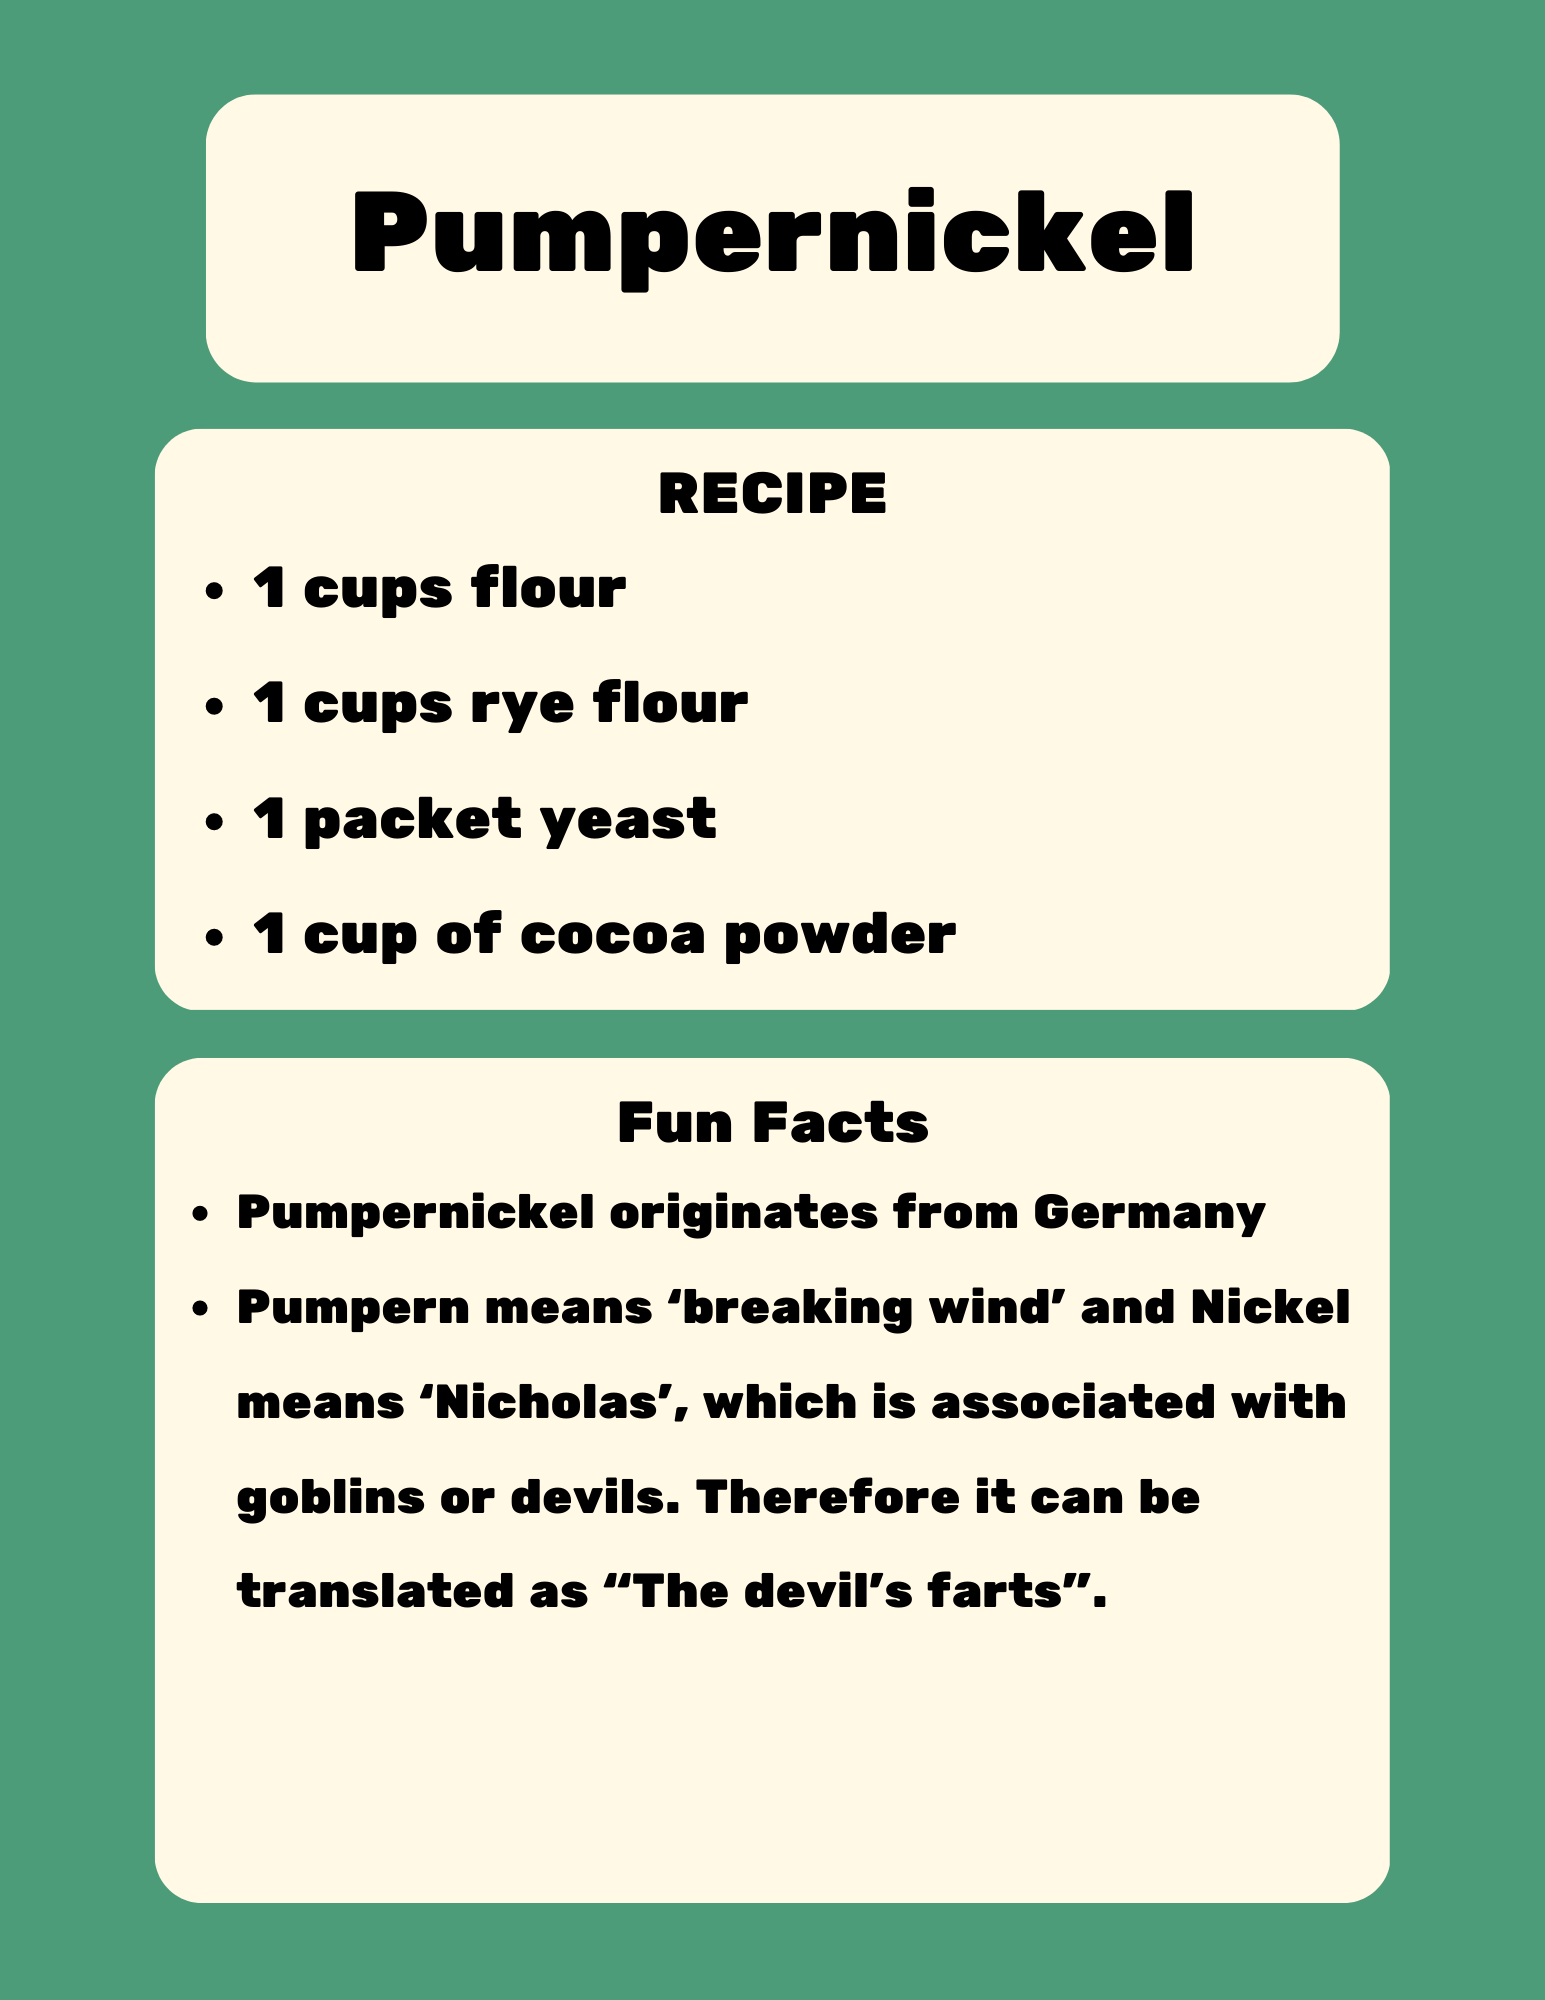 Pumpernickel
RECIPE
• 1 cups flour
• 1 cups rye flour
• 1 packet yeast
• 1 cup of cocoa powder
Fun Facts
• Pumpernickel originates from Germany
• Pumpern means ‘breaking wind’ and Nickel
means ‘Nicholas’, which is associated with
goblins or devils. Therefore it can be
translated as “The devil’s farts”.